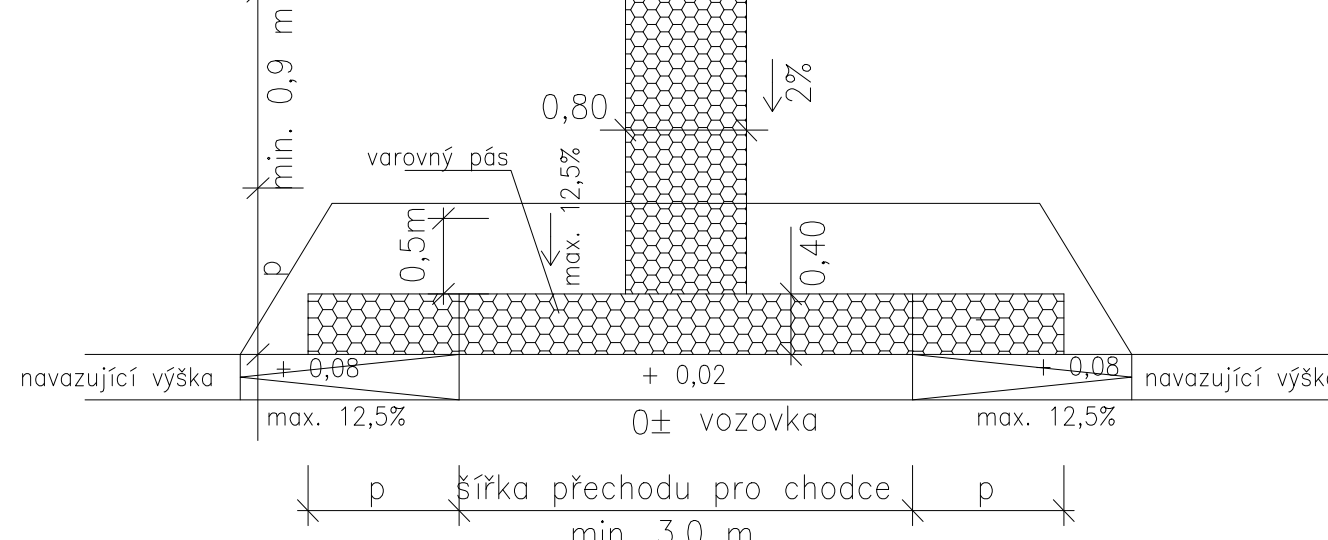 min. 0,9 m
0,80
2%
varovný pás
max. 12,5%
0,5m
0,40
p
+ 0,08
+ 0,02
+ 0,08
navazující výška
navazující
max. 12,5%
0± vozovka
max. 12,5%
p
šířka přechodu pro chodce
p
min. 3,0 m